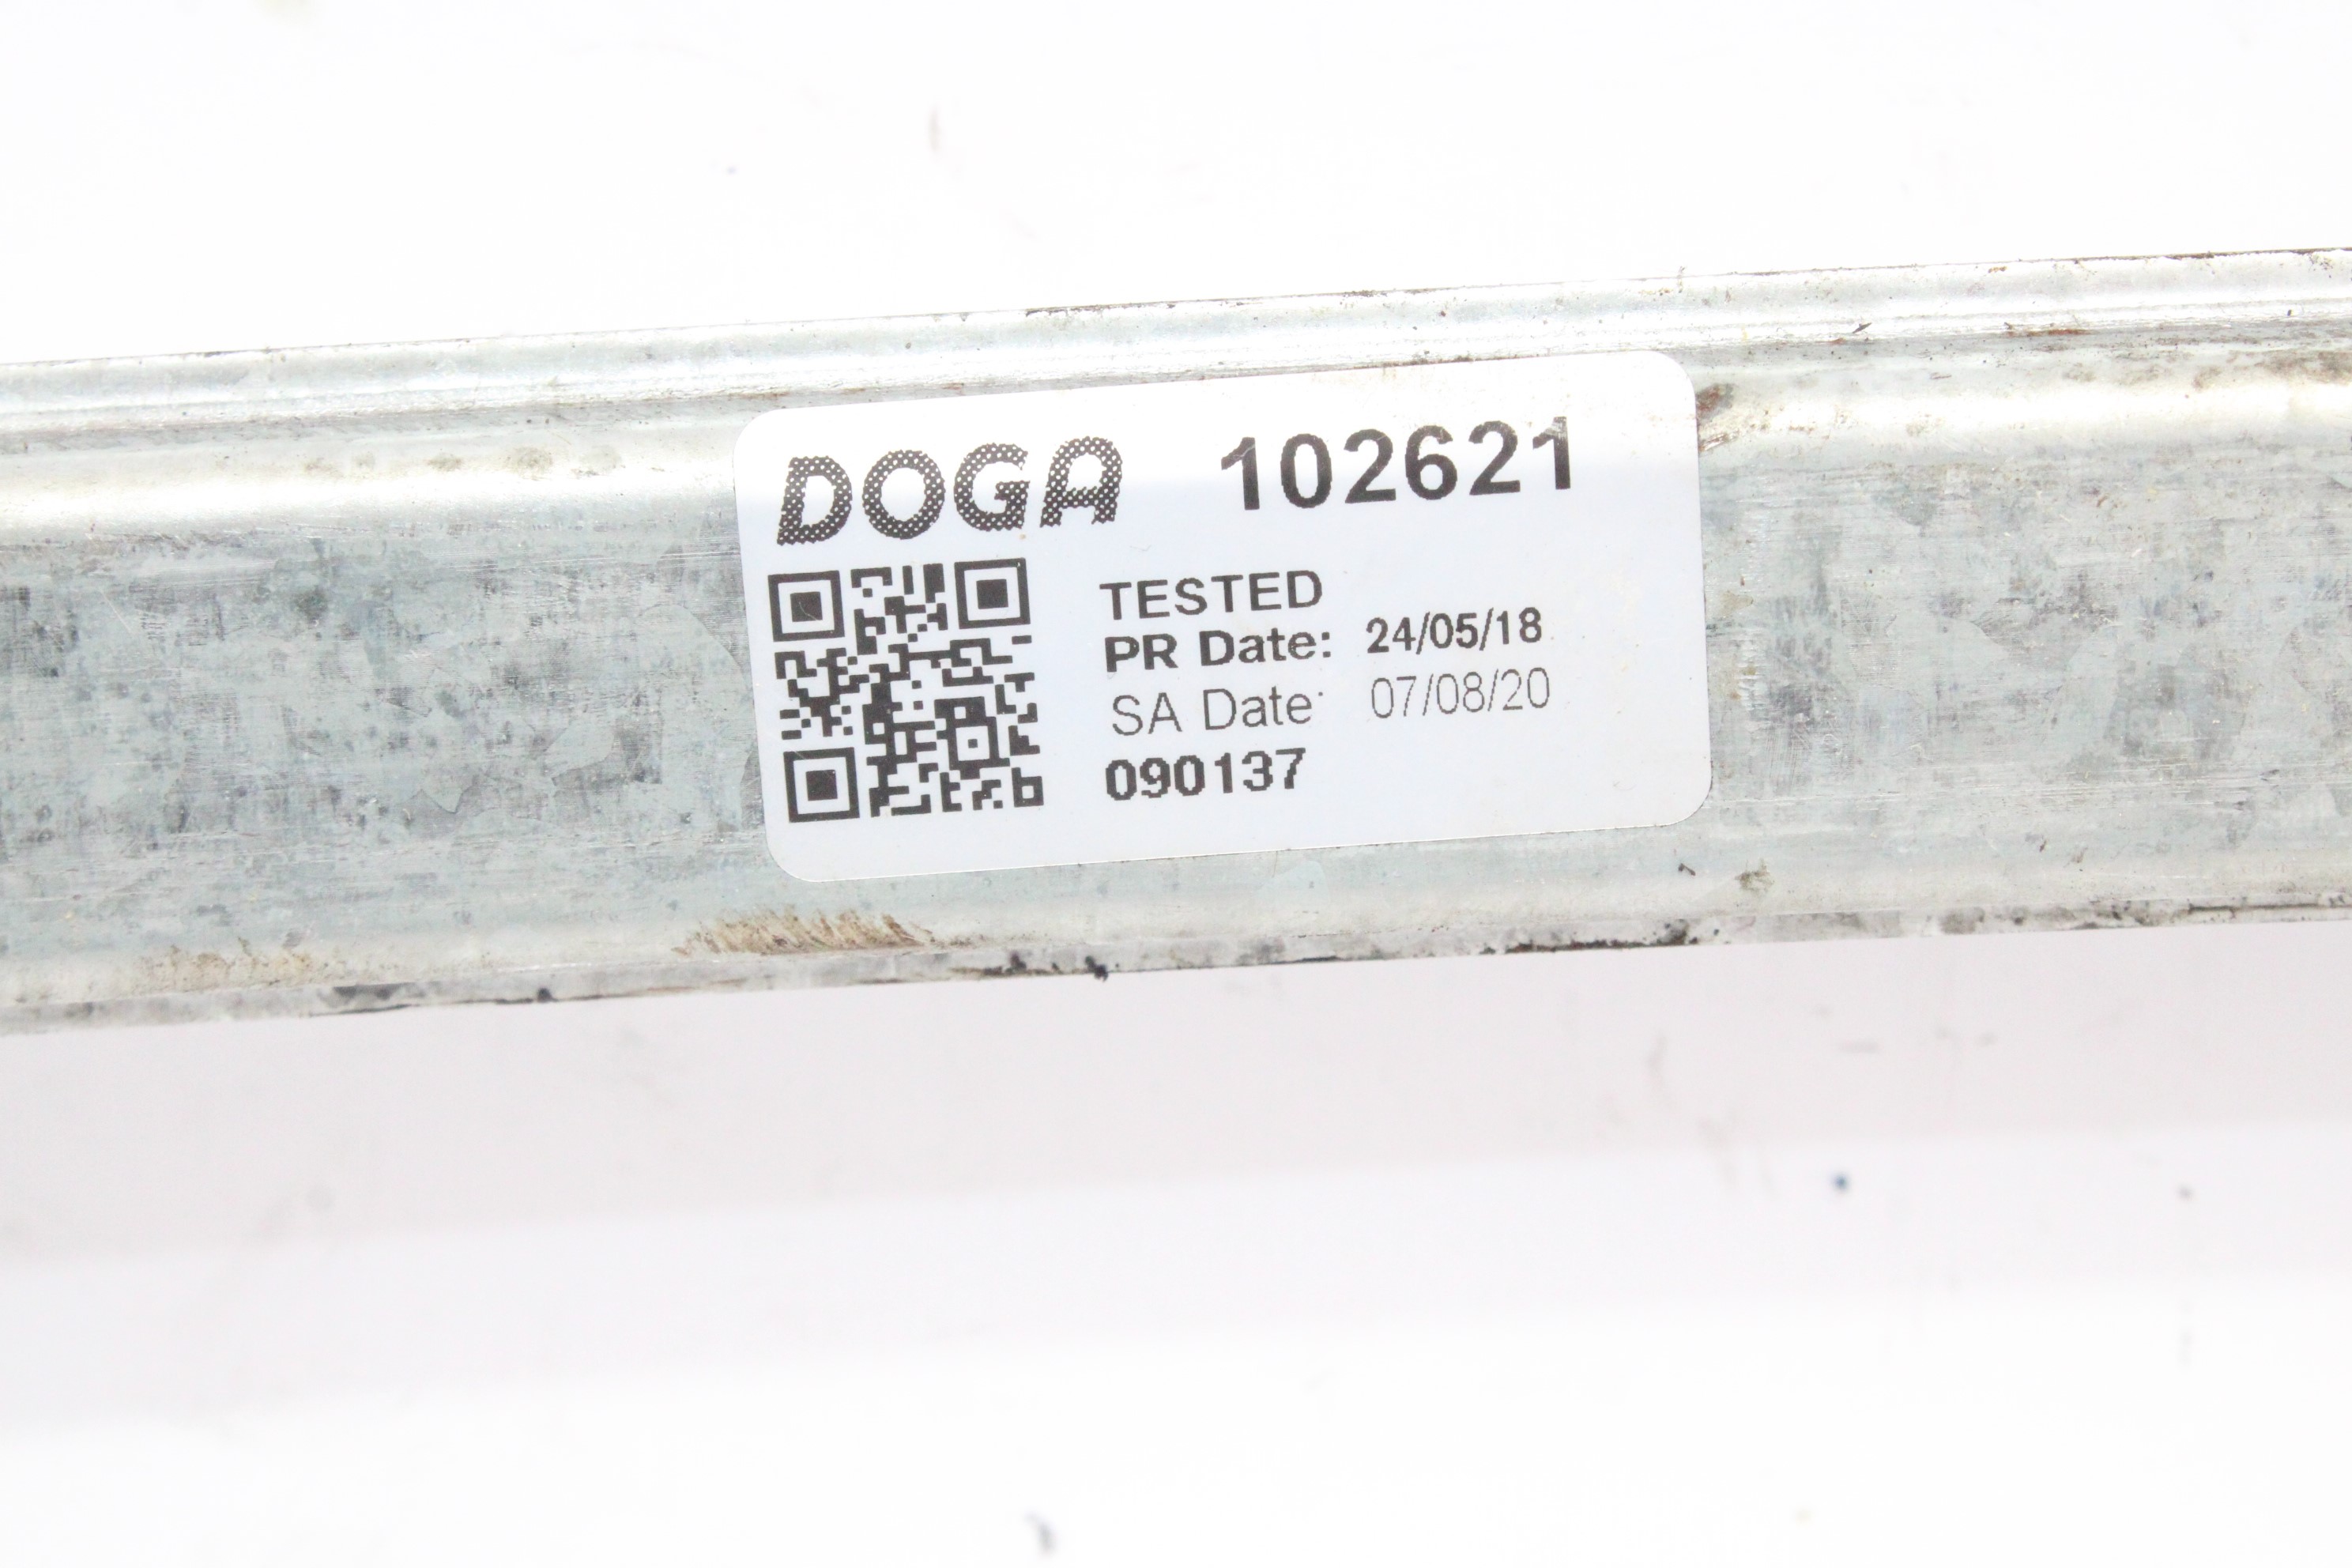 DOGA 102621
TESTED
PR Date: 24/05/18
SA Date: 07/08/20
090137